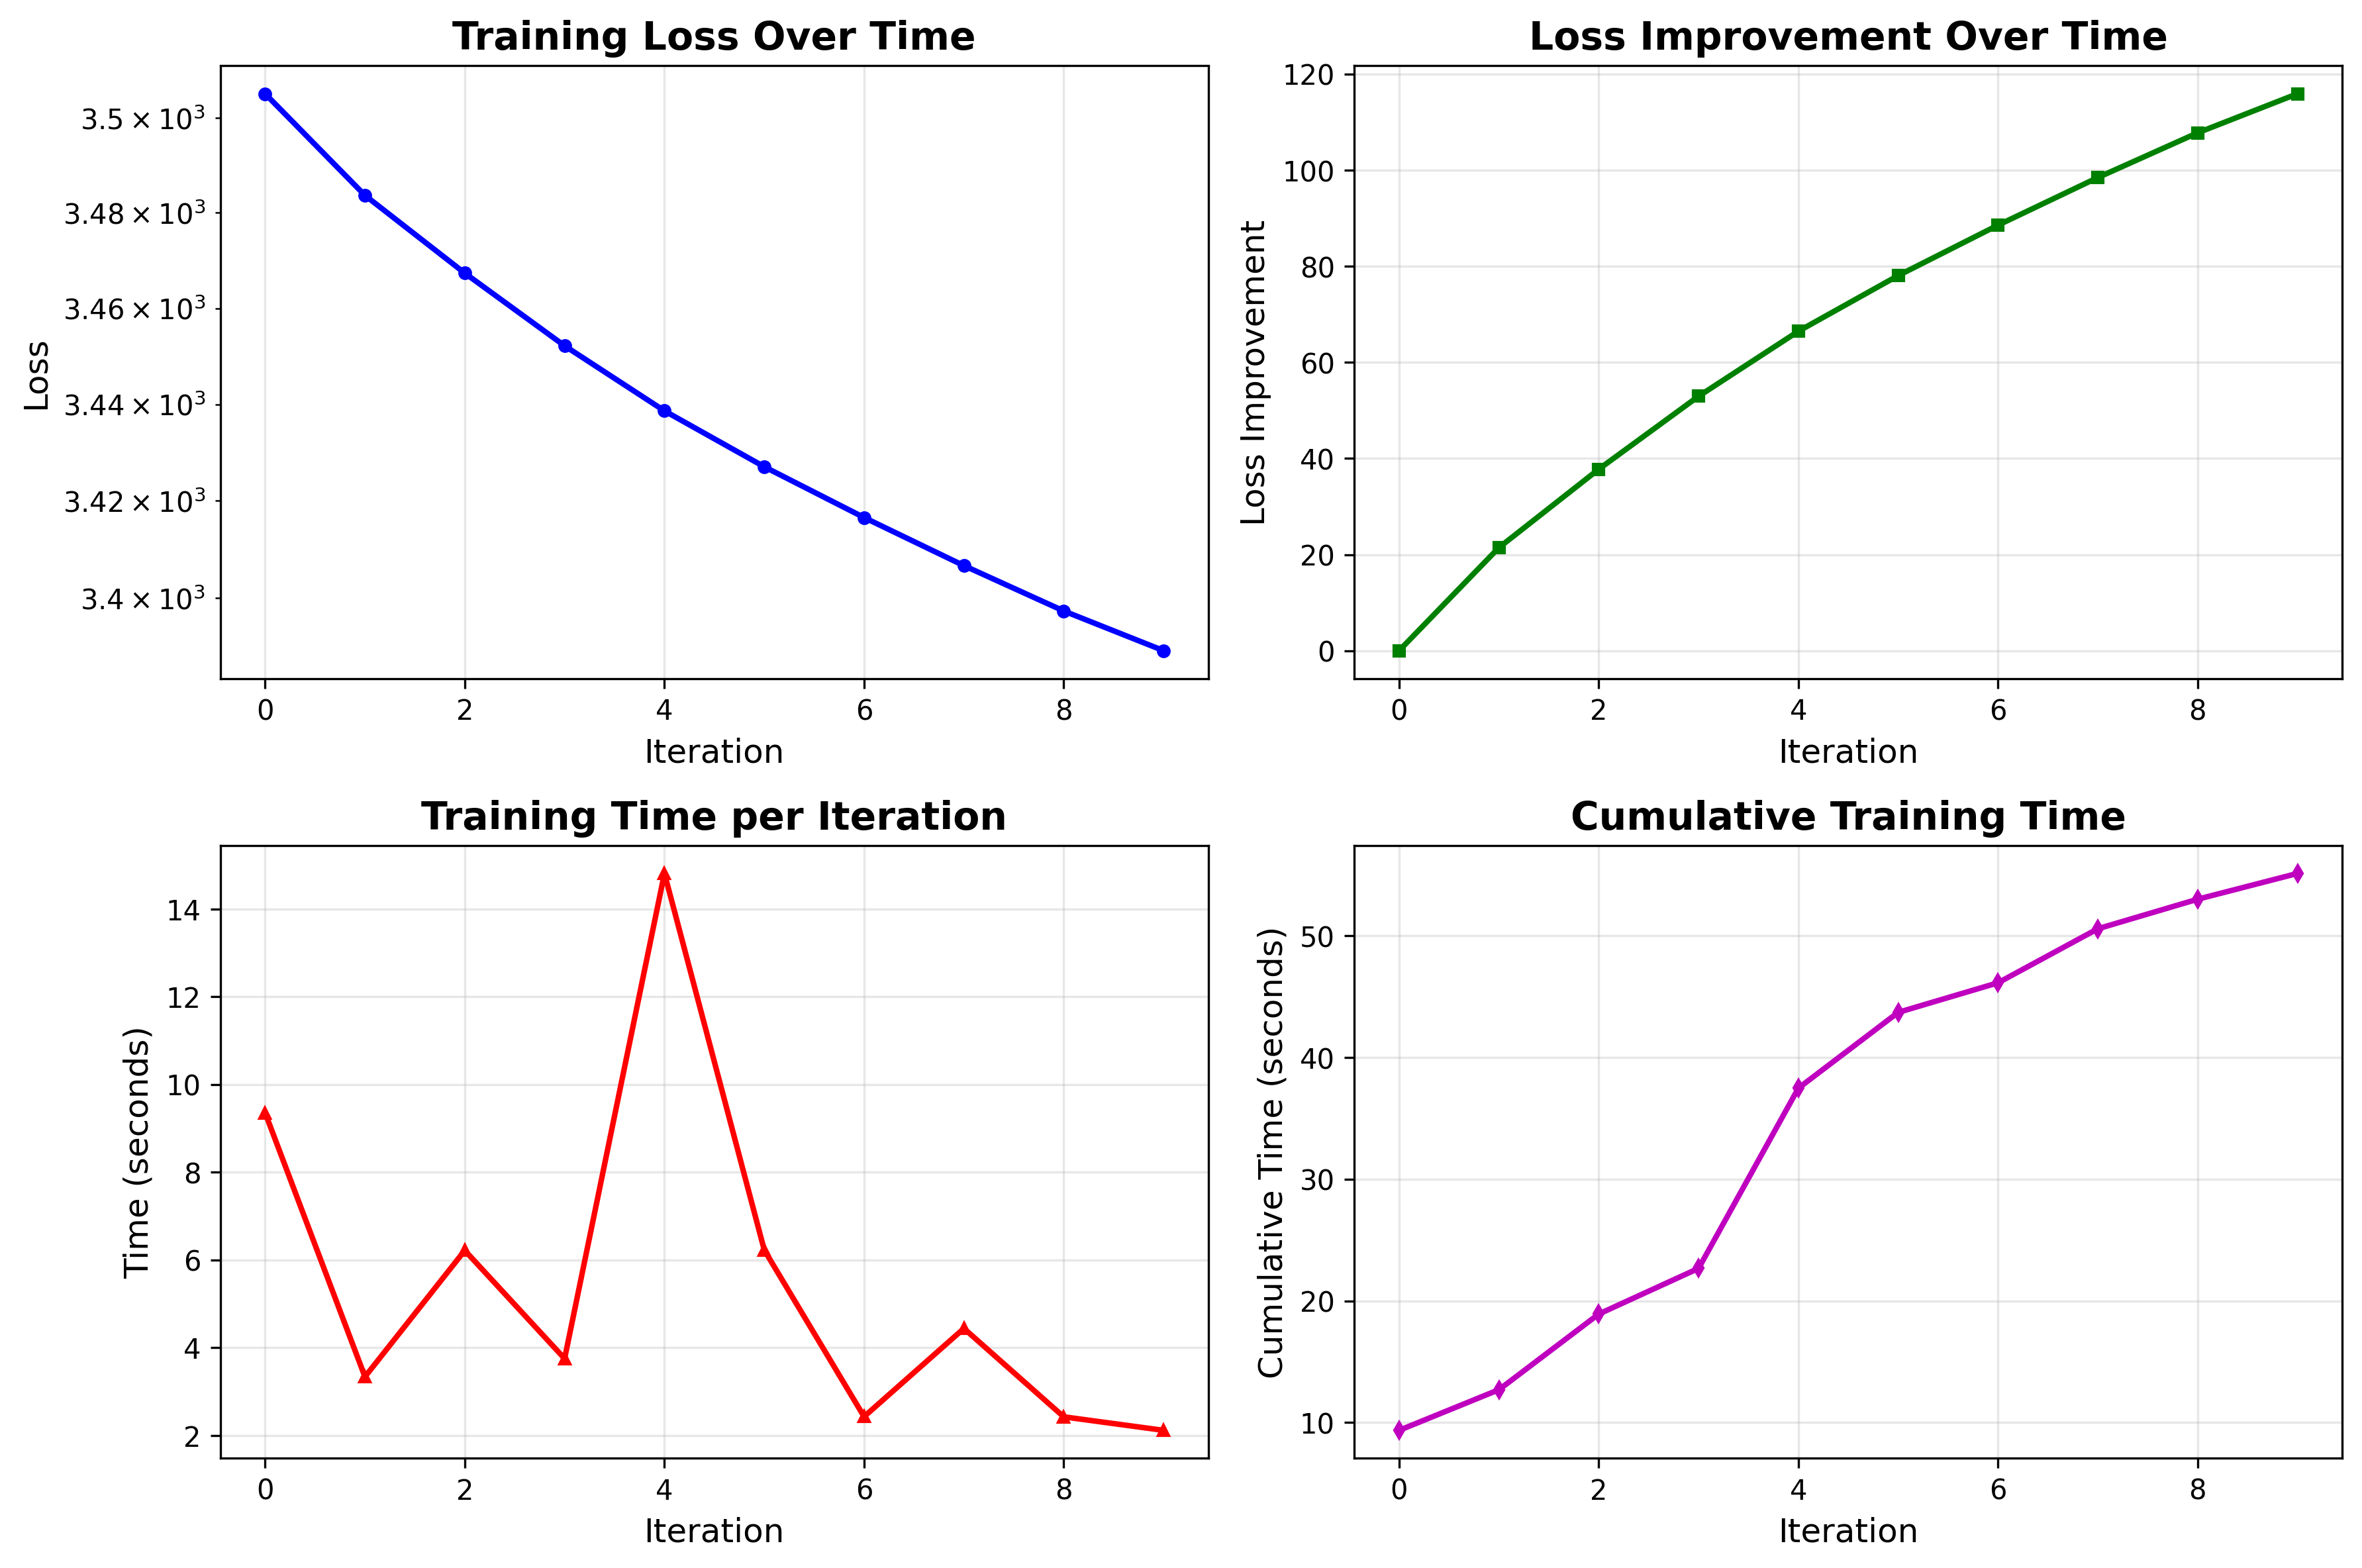 Training Loss Over Time
Loss
3.5 × 10³
3.48 × 10³
3.46 × 10³
3.44 × 10³
3.42 × 10³
3.4 × 10³
0 2 4 6 8
Iteration
Loss Improvement Over Time
Loss Improvement
120
100
80
60
40
20
0
0 2 4 6 8
Iteration
Training Time per Iteration
Time (seconds)
14
12
10
8
6
4
2
0 2 4 6 8
Iteration
Cumulative Training Time
Cumulative Time (seconds)
50
40
30
20
10
0 2 4 6 8
Iteration